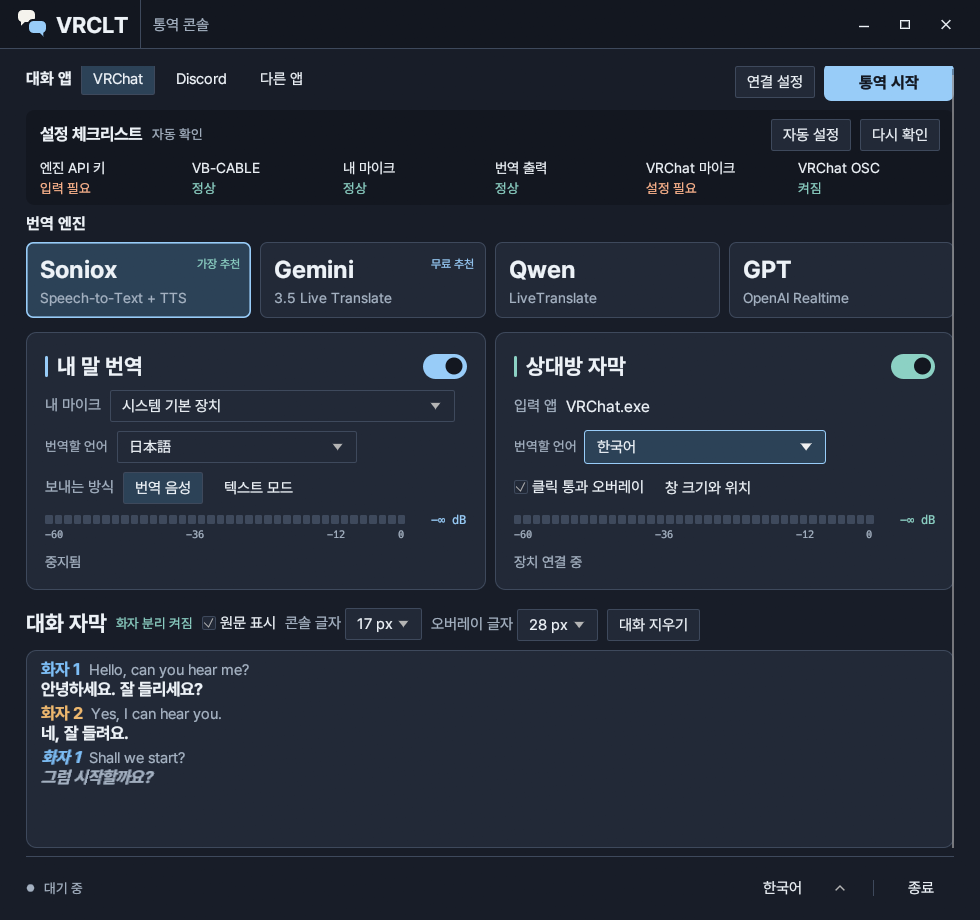 VRCLT 통역 콘솔
대화 앱 VRChat Discord 다른 앱 연결 설정 통역 시작
설정 체크리스트 자동 확인 자동 설정 다시 확인
엔진 API 키 VB-CABLE 내 마이크 번역 출력 VRChat 마이크 VRChat OSC
입력 필요 정상 정상 정상 설정 필요 켜짐
번역 엔진
Soniox 가장 추천 Gemini 무료 추천 Qwen GPT
Speech-to-Text + TTS 3.5 Live Translate LiveTranslate OpenAI Realtime
내 말 번역
내 마이크 시스템 기본 장치
번역할 언어 日本語
보내는 방식 번역 음성 텍스트 모드
-∞ dB
-60 -36 -12 0
중지됨
상대방 자막
입력 앱 VRChat.exe
번역할 언어 한국어
클릭 통과 오버레이 창 크기와 위치
-∞ dB
-60 -36 -12 0
장치 연결 중
대화 자막 화자 분리 켜짐 원문 표시 콘솔 글자 17 px 오버레이 글자 28 px 대화 지우기
화자 1 Hello, can you hear me?
안녕하세요. 잘 들리세요?
화자 2 Yes, I can hear you.
네, 잘 들려요.
화자 1 Shall we start?
그럼 시작할까요?
대기 중 한국어 종료